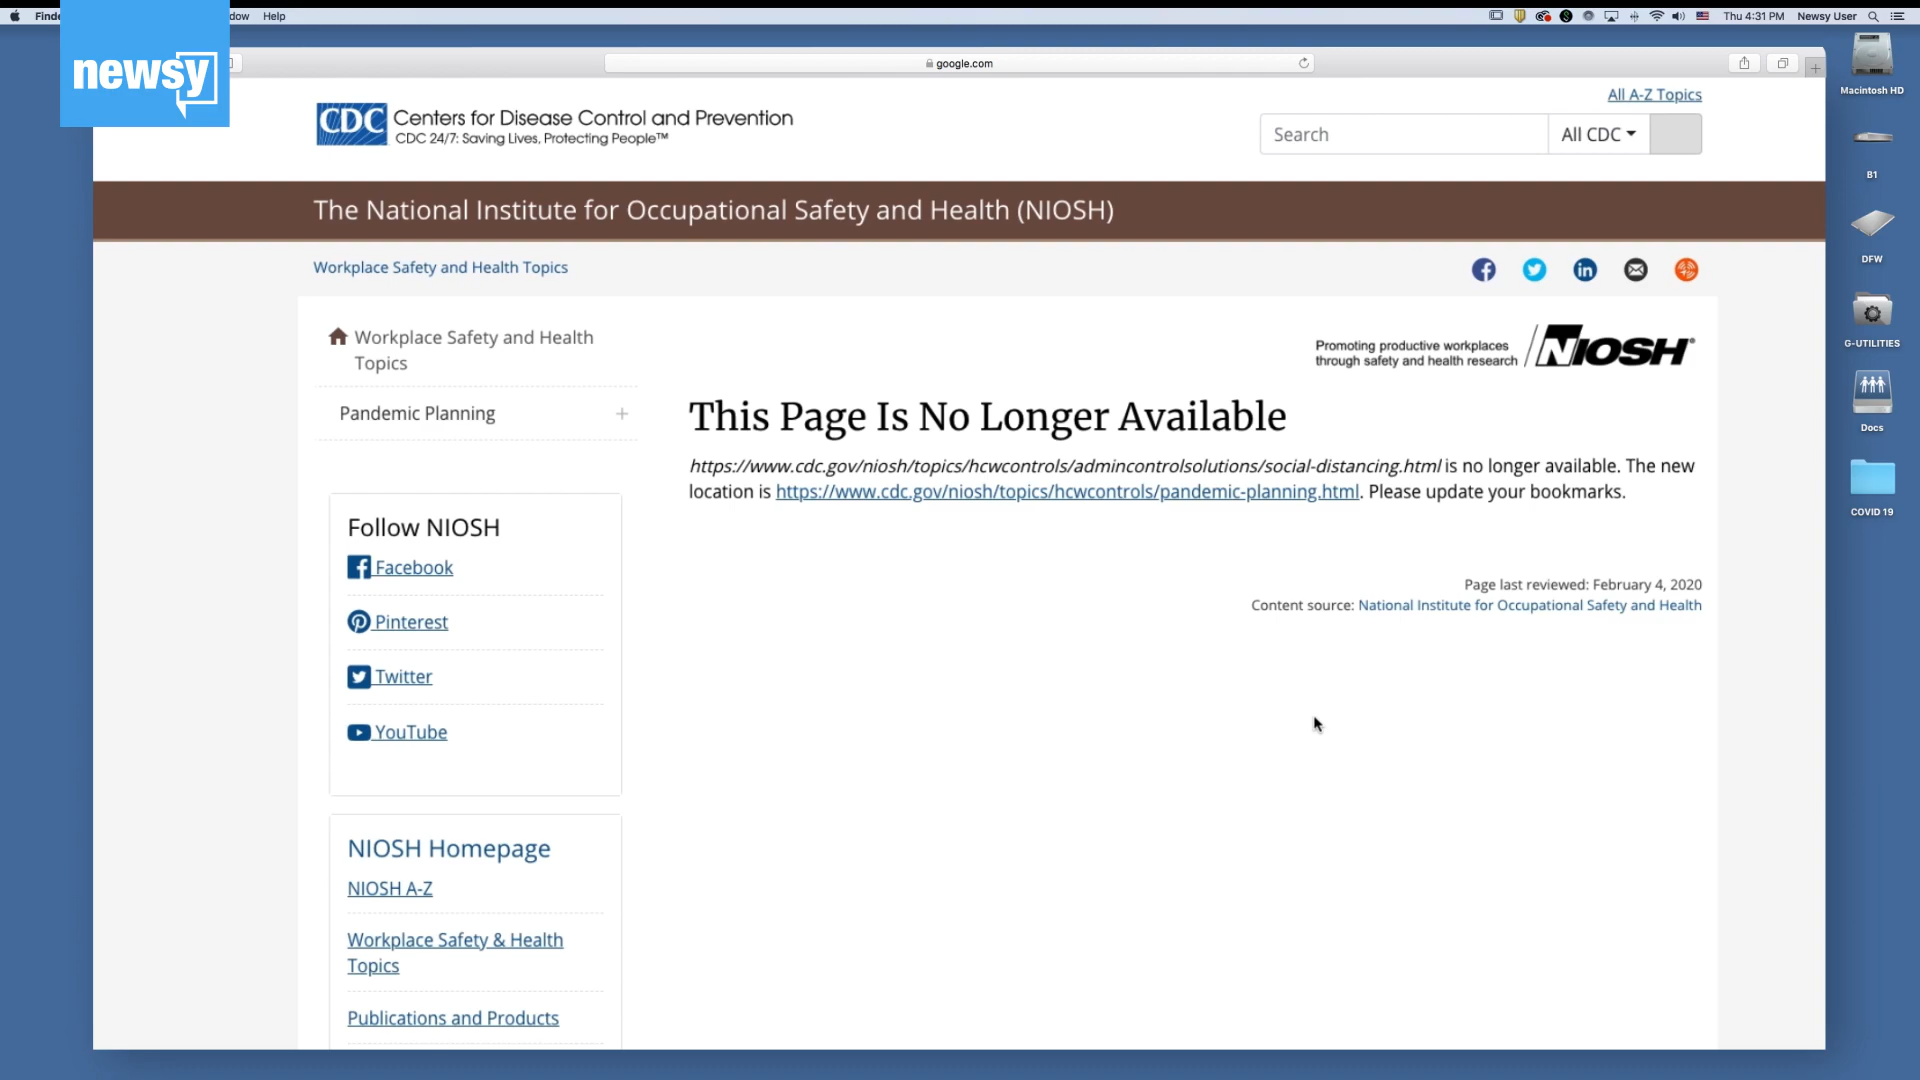 Help
Thu 4:31 PM Newsy User
newsy
google.com
Macintosh HD
B1
DFW
G-UTILITIES
Docs
COVID 19
All A-Z Topics
CDC Centers for Disease Control and Prevention
CDC 24/7: Saving Lives, Protecting People™
Search All CDC
The National Institute for Occupational Safety and Health (NIOSH)
Workplace Safety and Health Topics
Workplace Safety and Health
Topics
Pandemic Planning
Promoting productive workplaces
through safety and health research
NIOSH®
This Page Is No Longer Available
https://www.cdc.gov/niosh/topics/hcwcontrols/admincontrolsolutions/social-distancing.html is no longer available. The new
location is https://www.cdc.gov/niosh/topics/hcwcontrols/pandemic-planning.html. Please update your bookmarks.
Page last reviewed: February 4, 2020
Content source: National Institute for Occupational Safety and Health
Follow NIOSH
Facebook
Pinterest
Twitter
YouTube
NIOSH Homepage
NIOSH A-Z
Workplace Safety & Health
Topics
Publications and Products